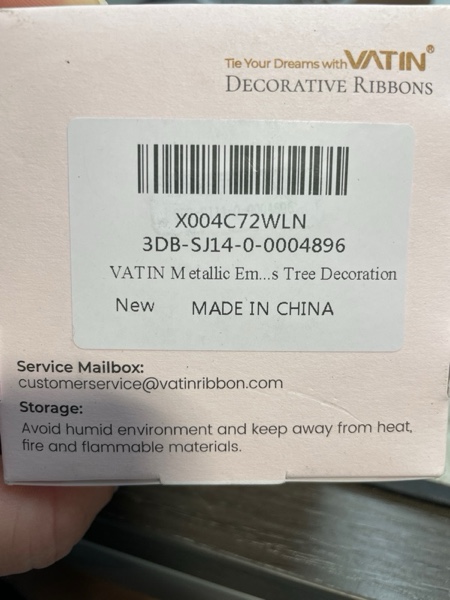 Tie Your Dreams with VATIN®
DECORATIVE RIBBONS
X004C72WLN
3DB-SJ14-0-0004896
VATIN Metallic Em...s Tree Decoration
New MADE IN CHINA
Service Mailbox:
customerservice@vatinribbon.com
Storage:
Avoid humid environment and keep away from heat,
fire and flammable materials.